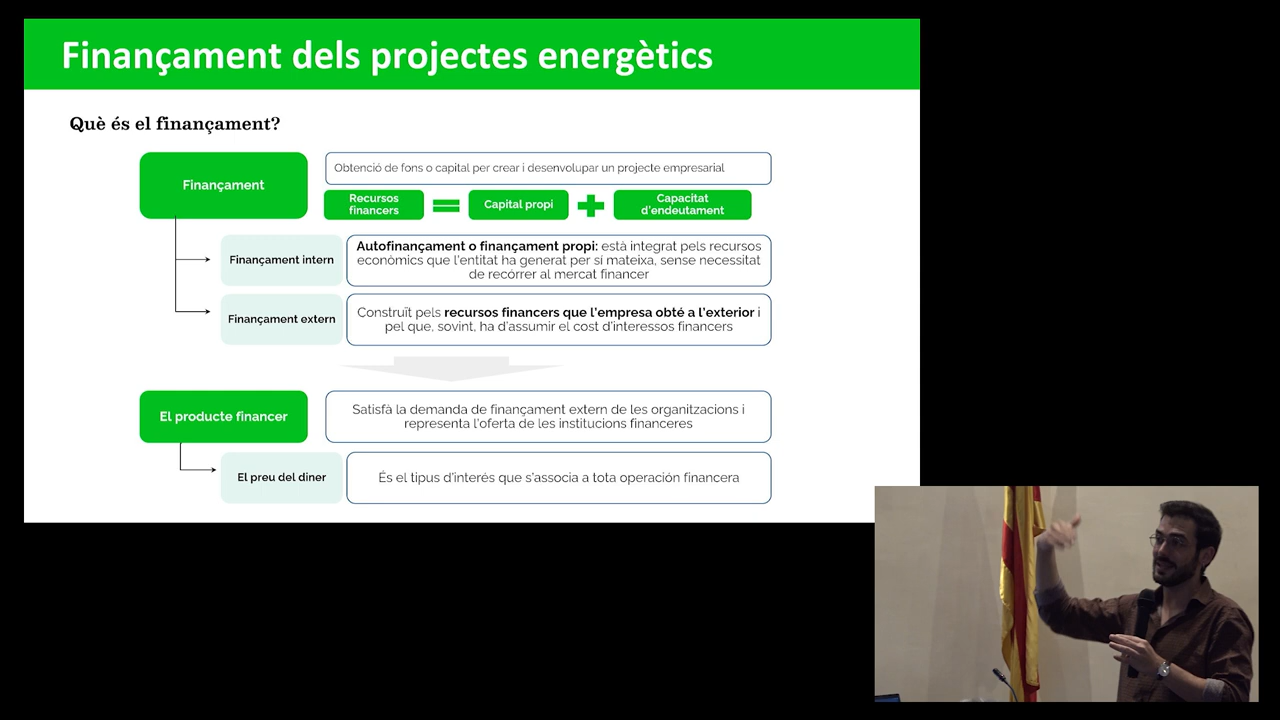 Finançament dels projectes energètics
Què és el finançament?
Finançament
Obtenció de fons o capital per crear i desenvolupar un projecte empresarial
Recursos
financers
Capital propi
Capacitat
d'endeutament
Finançament intern
Autofinançament o finançament propi: està integrat pels recursos
econòmics que l'entitat ha generat per sí mateixa, sense necessitat
de recórrer al mercat financer
Finançament extern
Construït pels recursos financers que l'empresa obté a l'exterior i
pel que, sovint, ha d'assumir el cost d'interessos financers
El producte financer
Satisfà la demanda de finançament extern de les organitzacions i
representa l'oferta de les institucions financeres
El preu del diner
És el tipus d'interés que s'associa a tota operación financera